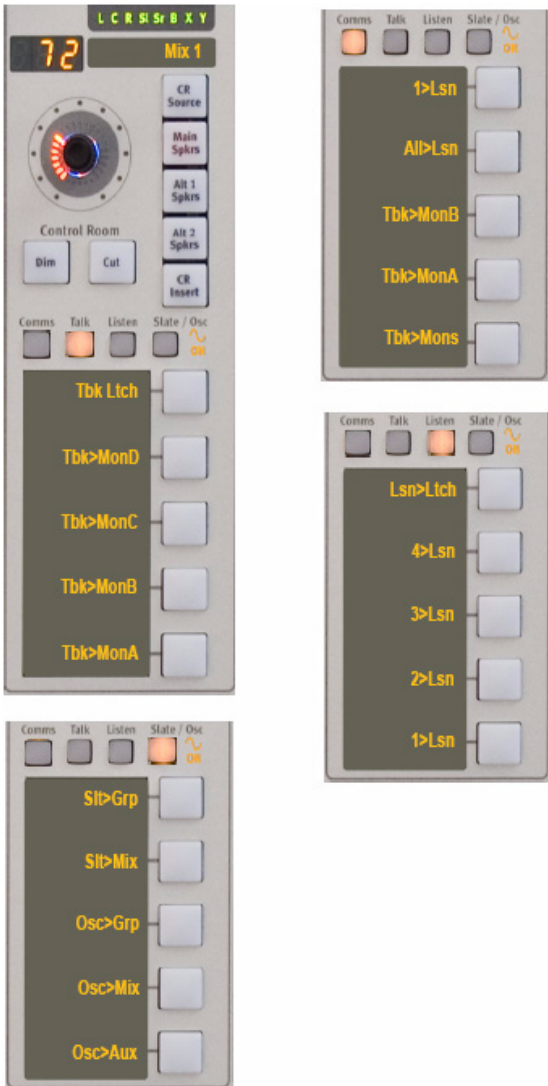 L C R Sl Sr B X Y
72
Mix 1
CR
Source
Main
Spkrs
Alt 1
Spkrs
Alt 2
Spkrs
CR
Insert
Control Room
Dim
Cut
Comms Talk Listen Slate / Osc
ON
Tbk Ltch
Tbk>MonD
Tbk>MonC
Tbk>MonB
Tbk>MonA
Comms Talk Listen Slate / Osc
ON
Slt>Grp
Slt>Mix
Osc>Grp
Osc>Mix
Osc>Aux
Comms Talk Listen Slate / Osc
ON
1>Lsn
All>Lsn
Tbk>MonB
Tbk>MonA
Tbk>Mons
Comms Talk Listen Slate / Osc
ON
Lsn>Ltch
4>Lsn
3>Lsn
2>Lsn
1>Lsn